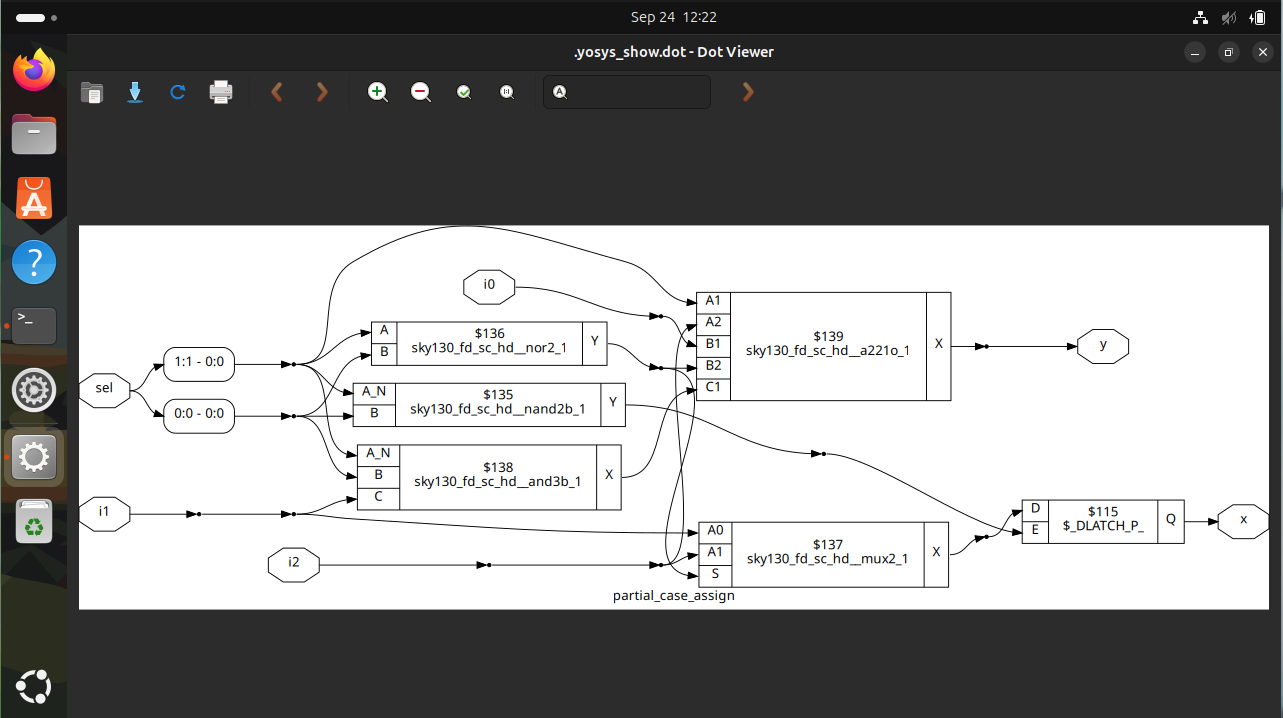 Sep 24 12:22
.yosys_show.dot - Dot Viewer
A
i0
A1
A2
B1
B2
C1
$139
sky130_fd_sc_hd__a221o_1
X
y
A
B
$136
sky130_fd_sc_hd__nor2_1
Y
sel
1:1 - 0:0
0:0 - 0:0
A_N
B
$135
sky130_fd_sc_hd__nand2b_1
Y
A_N
B
C
$138
sky130_fd_sc_hd__and3b_1
X
i1
i2
A0
A1
S
$137
sky130_fd_sc_hd__mux2_1
X
D
E
$115
$_DLATCH_P_
Q
x
partial_case_assign